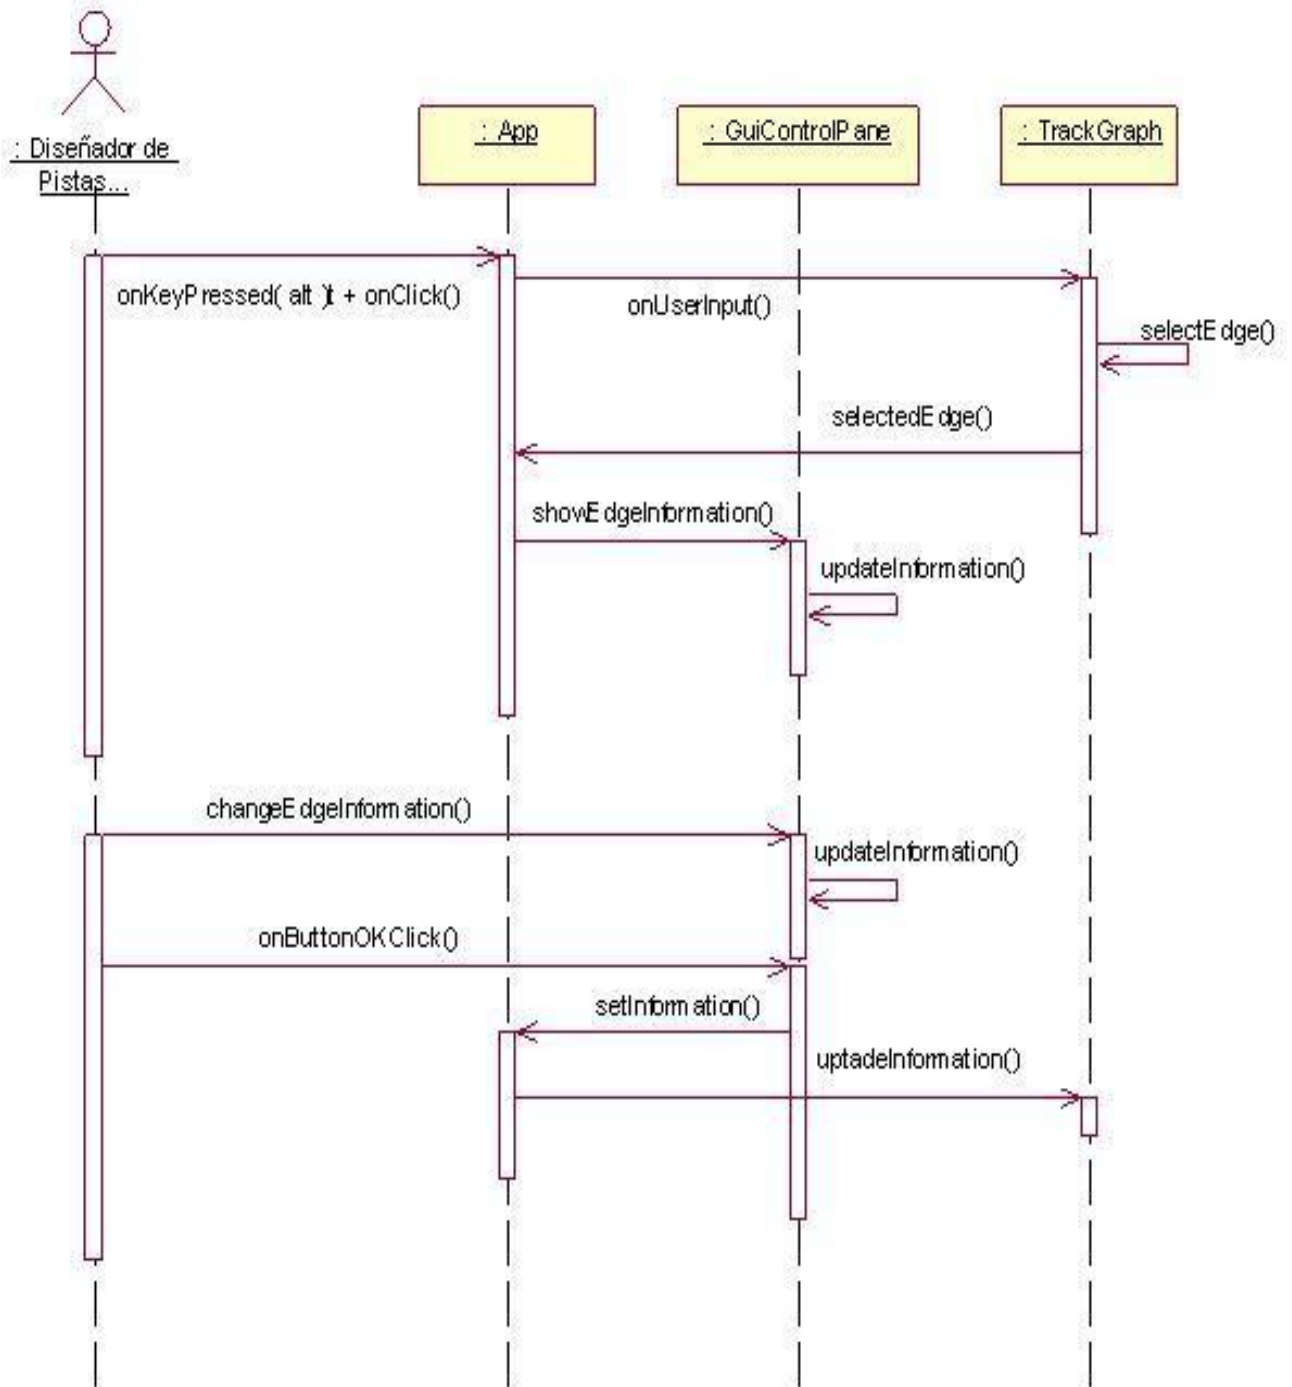 : Diseñador de
Pistas...
: App
: GuiControlPane
: TrackGraph
onKeyPressed( alt )t + onClick()
onUserInput()
selectEdge()
selectedEdge()
showEdgeInformation()
updateInformation()
changeEdgeInformation()
updateInformation()
onButtonOKClick()
setInformation()
uptadeInformation()